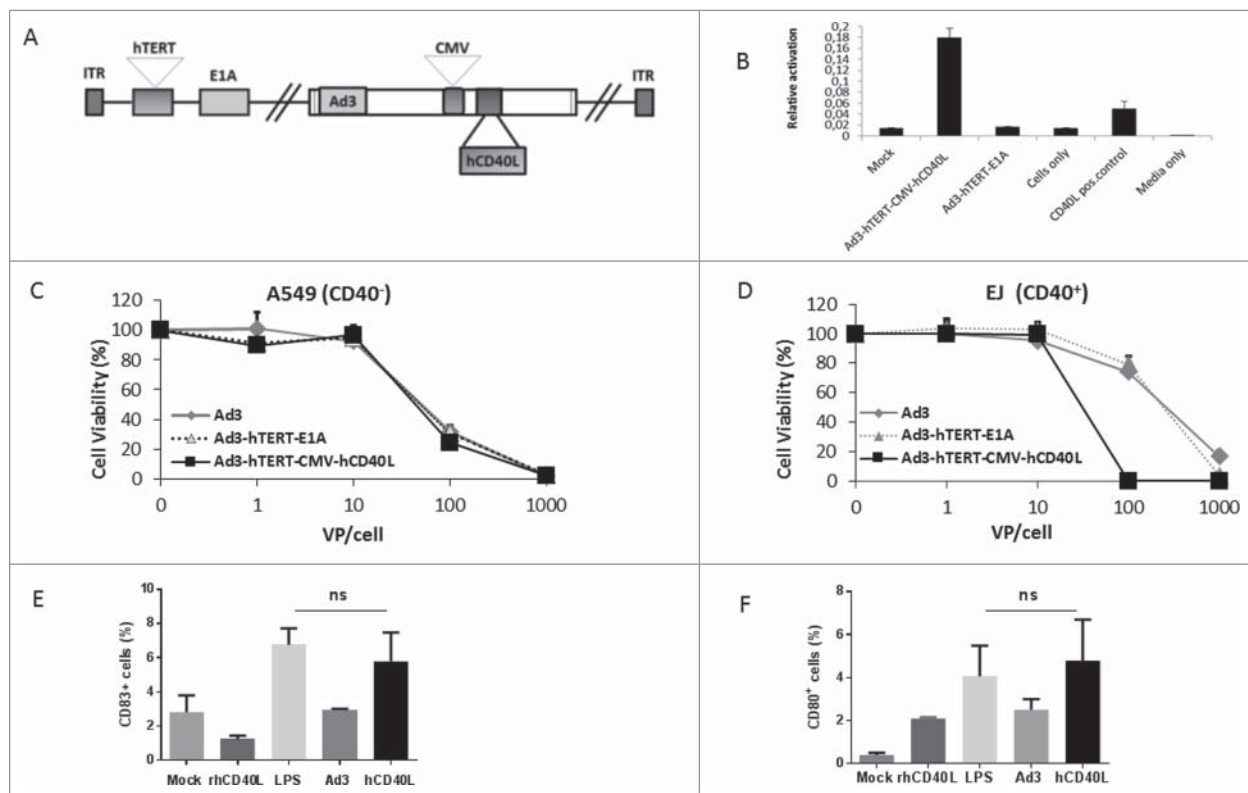 A
hTERT
CMV
ITR
E1A
ITR
Ad3
hCD40L
B
Relative activation
0,2
0,18
0,16
0,14
0,12
0,1
0,08
0,06
0,04
0,02
0
Mock
Ad3-hTERT-CMV-hCD40L
Ad3-hTERT-E1A
Cells only
CD40L pos.control
Media only
C
A549 (CD40-)
Cell Viability (%)
120
100
80
60
40
20
0
Ad3
Ad3-hTERT-E1A
Ad3-hTERT-CMV-hCD40L
0 1 10 100 1000
VP/cell
D
EJ (CD40+)
Cell Viability (%)
120
100
80
60
40
20
0
Ad3
Ad3-hTERT-E1A
Ad3-hTERT-CMV-hCD40L
0 1 10 100 1000
VP/cell
E
CD83+ cells (%)
10
8
6
4
2
0
ns
Mock rhCD40L LPS Ad3 hCD40L
F
CD80+ cells (%)
8
6
4
2
0
ns
Mock rhCD40L LPS Ad3 hCD40L